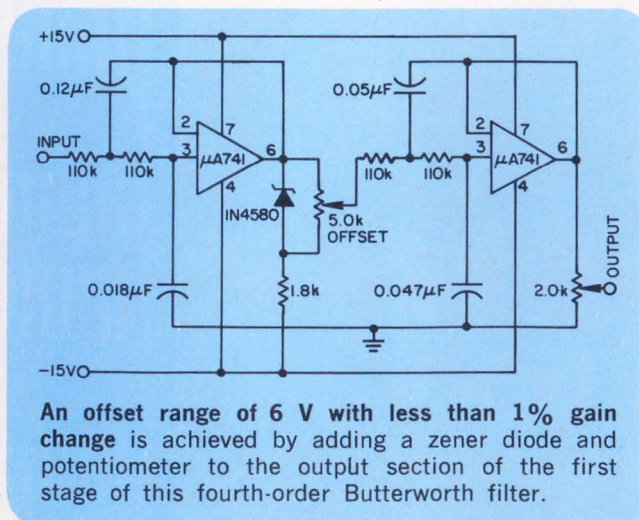 +15V
0.12µF
0.05µF
2
7
2
7
INPUT
110k
110k
3
µA741
6
110k
110k
3
µA741
6
4
4
1N4580
5.0k
OFFSET
OUTPUT
0.018µF
1.8k
0.047µF
2.0k
-15V
An offset range of 6 V with less than 1% gain
change is achieved by adding a zener diode and
potentiometer to the output section of the first
stage of this fourth-order Butterworth filter.